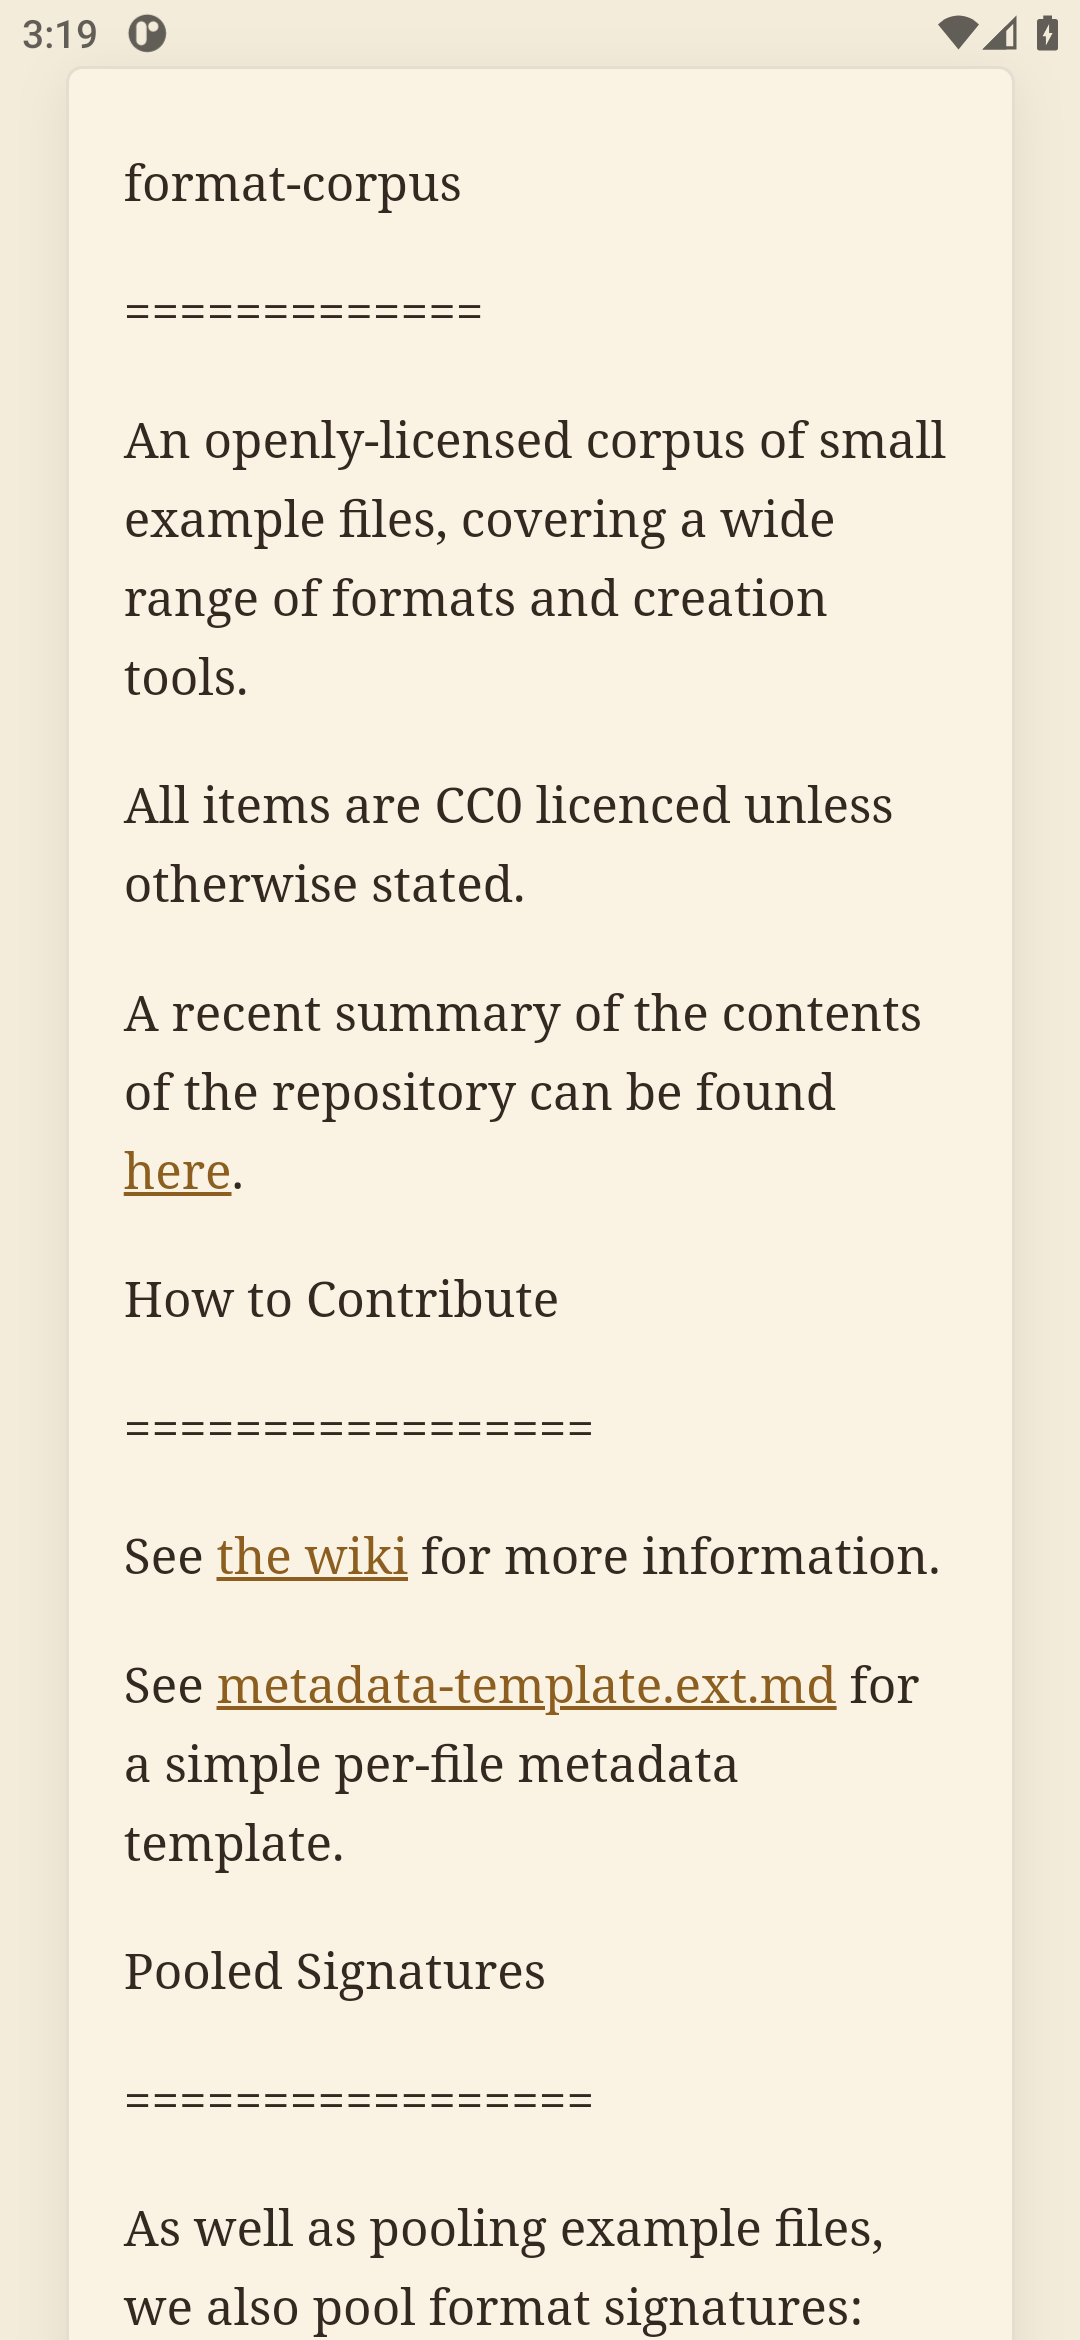 3:19
format-corpus
=============
An openly-licensed corpus of small
example files, covering a wide
range of formats and creation
tools.
All items are CC0 licenced unless
otherwise stated.
A recent summary of the contents
of the repository can be found
here.
How to Contribute
=================
See the wiki for more information.
See metadata-template.ext.md for
a simple per-file metadata
template.
Pooled Signatures
=================
As well as pooling example files,
we also pool format signatures: